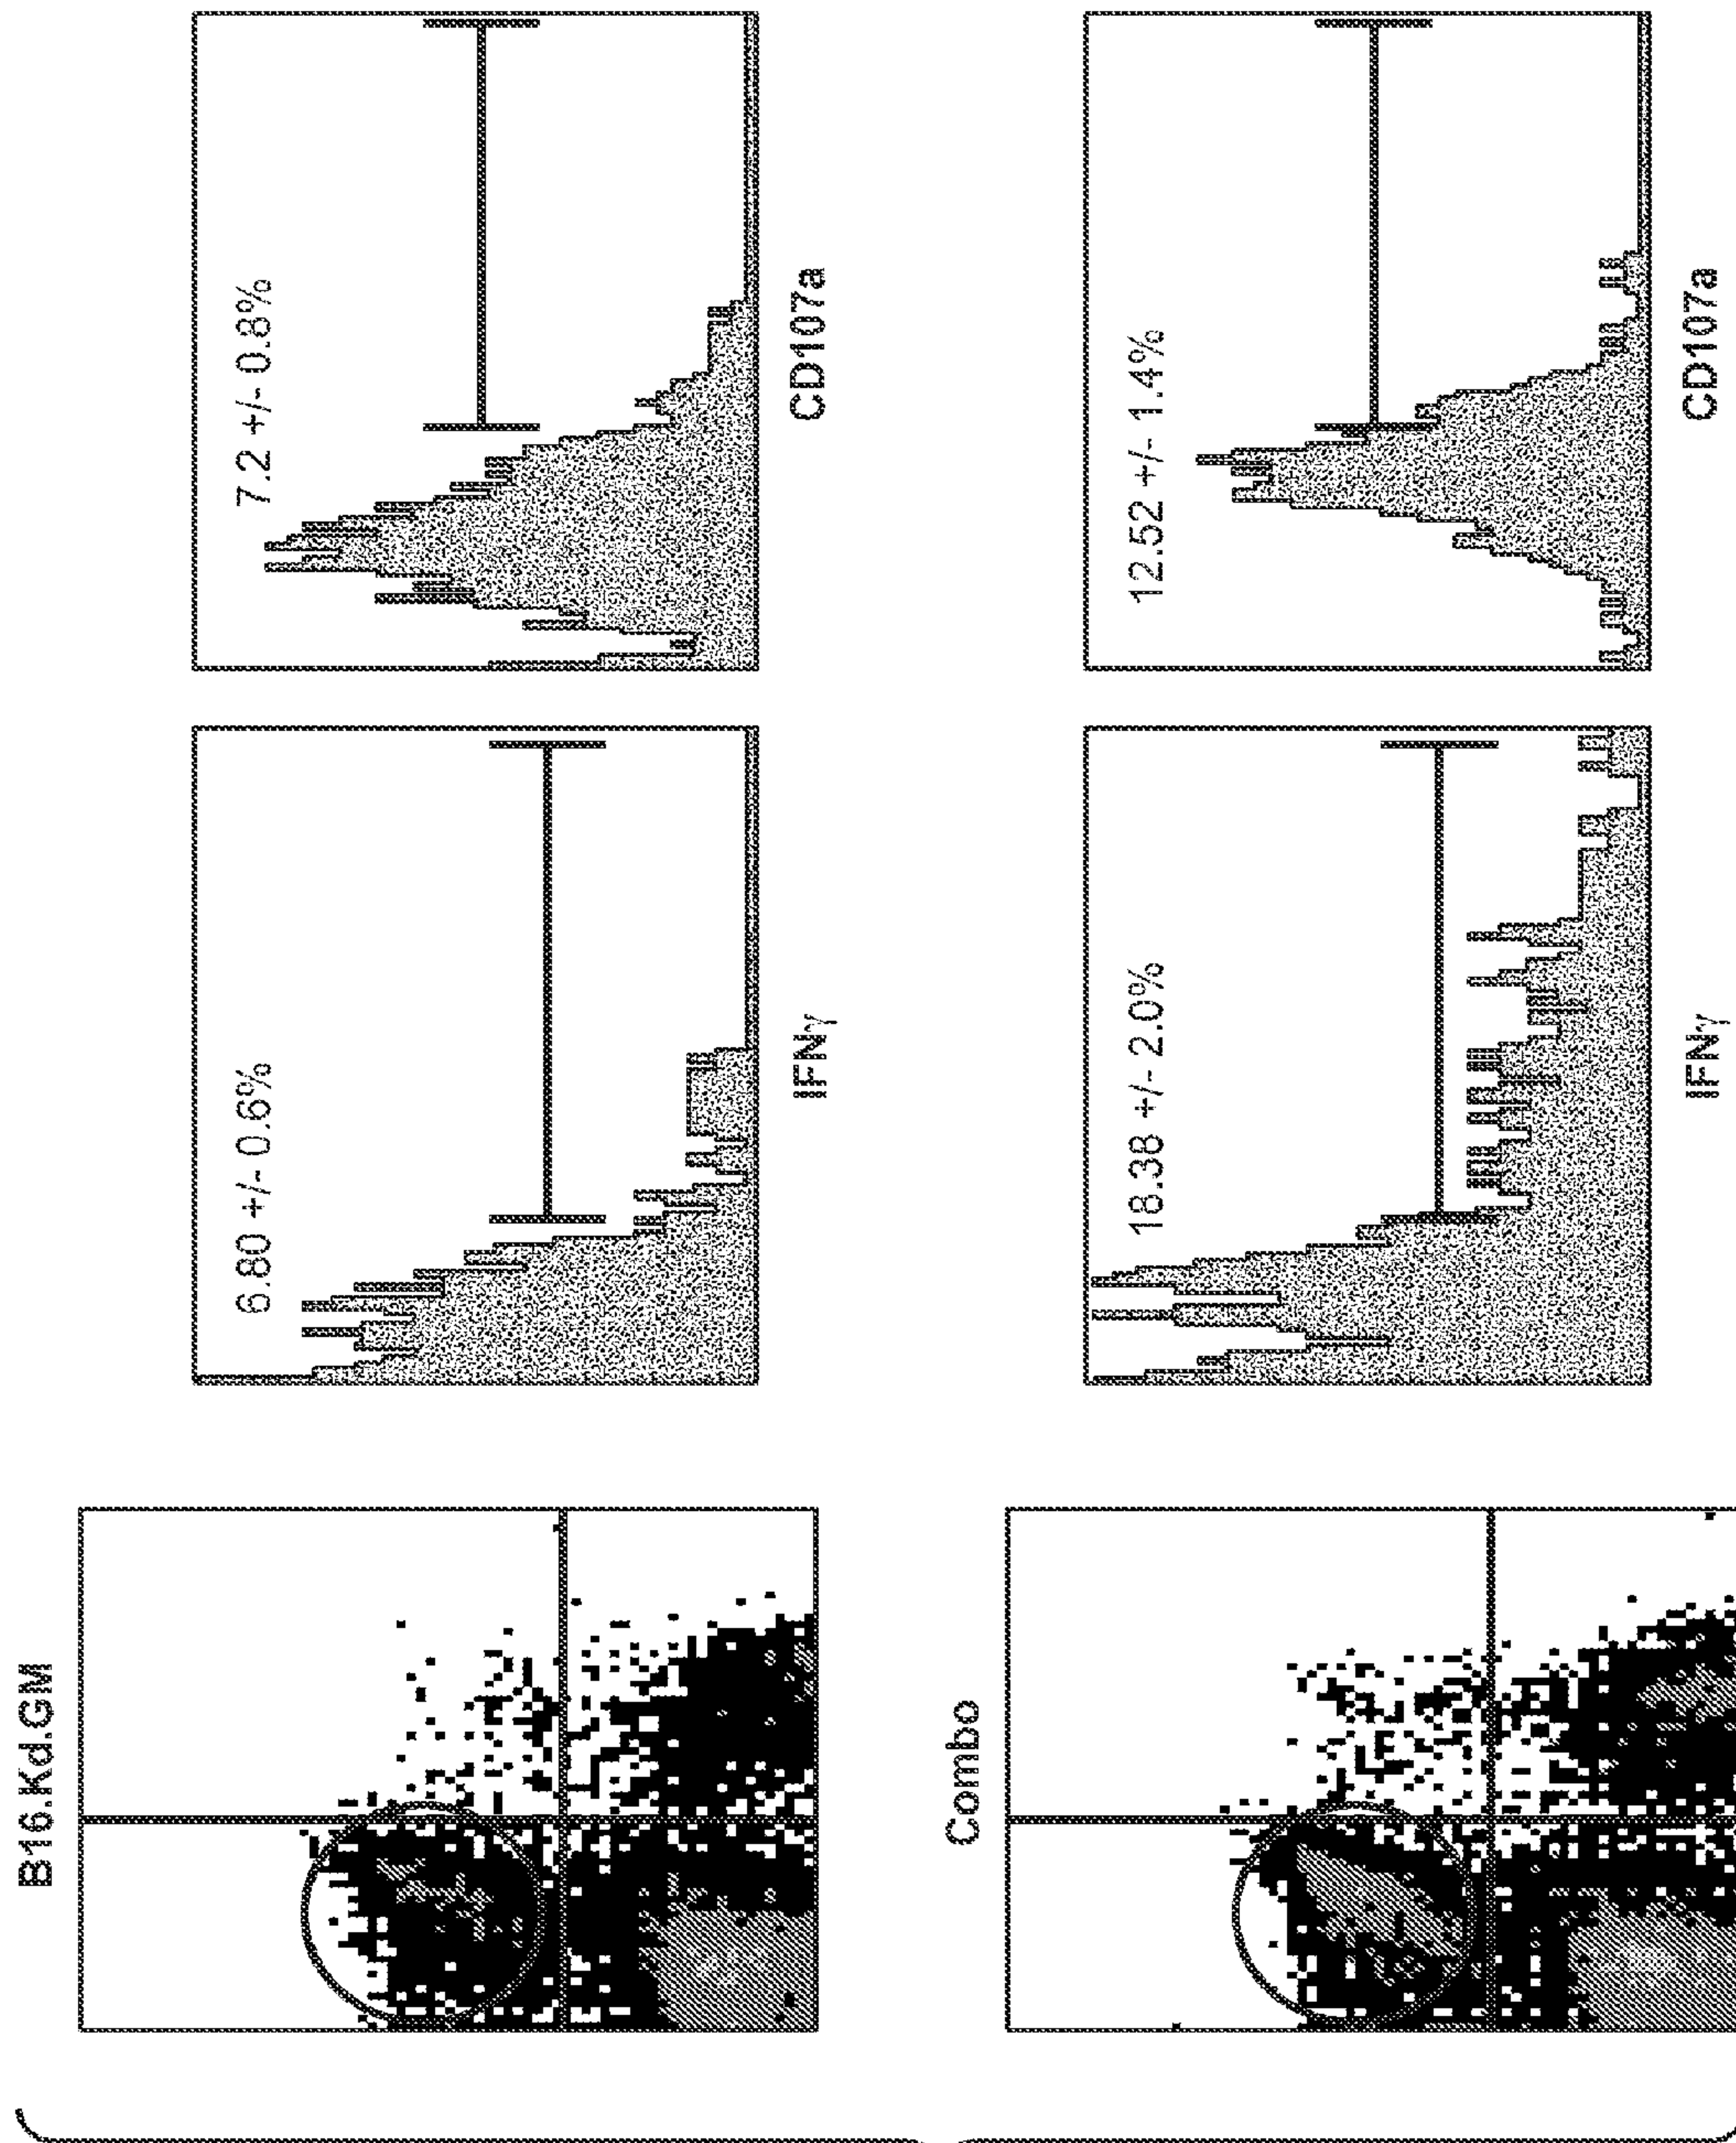 B16.Kd.GM
6.80 +/- 0.6%
IFNγ
7.2 +/- 0.8%
CD107a
Combo
18.38 +/- 2.0%
IFNγ
12.52 +/- 1.4%
CD107a